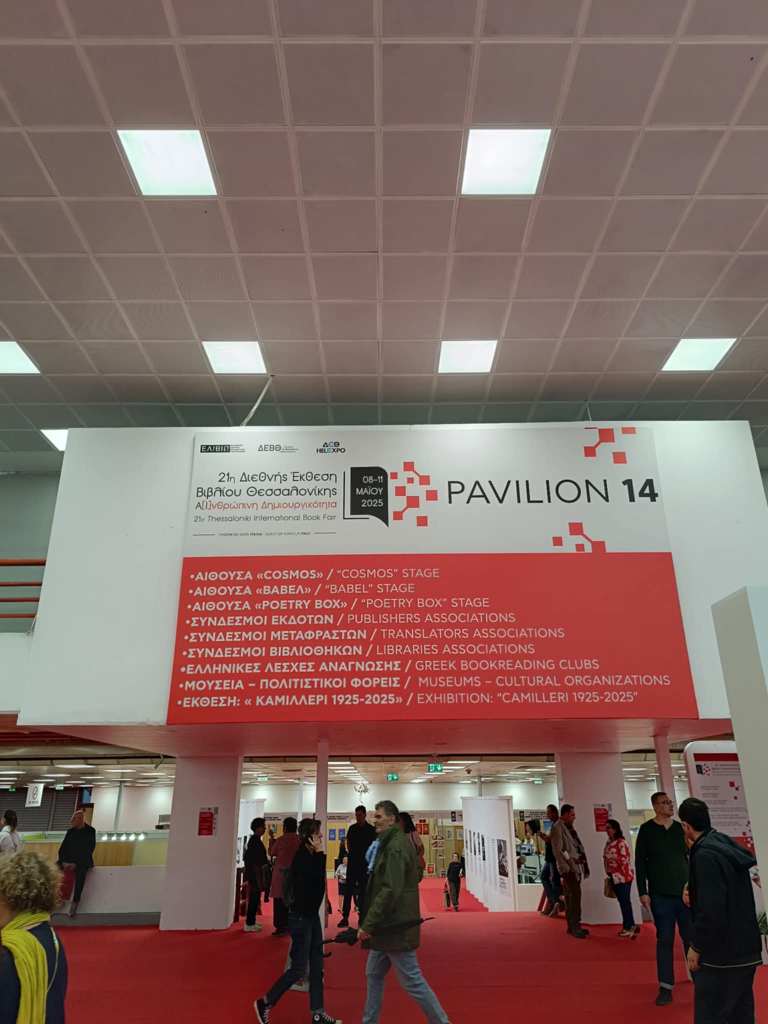 ΕΛΙΒΙΠ
ΔΕΒΘ
ΔΕΘ
HELEXPO
21η Διεθνής Έκθεση
Βιβλίου Θεσσαλονίκης
Α(Ι)νθρώπινη Δημιουργικότητα
21st Thessaloniki International Book Fair
08-11
ΜΑΪΟΥ
2025
PAVILION 14
•ΑΙΘΟΥΣΑ «COSMOS» / “COSMOS” STAGE
•ΑΙΘΟΥΣΑ «ΒΑΒΕΛ» / “BABEL” STAGE
•ΑΙΘΟΥΣΑ «POETRY BOX» / “POETRY BOX” STAGE
•ΣΥΝΔΕΣΜΟΙ ΕΚΔΟΤΩΝ / PUBLISHERS ASSOCIATIONS
•ΣΥΝΔΕΣΜΟΙ ΜΕΤΑΦΡΑΣΤΩΝ / TRANSLATORS ASSOCIATIONS
•ΣΥΝΔΕΣΜΟΙ ΒΙΒΛΙΟΘΗΚΩΝ / LIBRARIES ASSOCIATIONS
•ΕΛΛΗΝΙΚΕΣ ΛΕΣΧΕΣ ΑΝΑΓΝΩΣΗΣ / GREEK BOOKREADING CLUBS
•ΜΟΥΣΕΙΑ – ΠΟΛΙΤΙΣΤΙΚΟΙ ΦΟΡΕΙΣ / MUSEUMS – CULTURAL ORGANIZATIONS
•ΕΚΘΕΣΗ: « ΚΑΜΙΛΛΕΡΙ 1925-2025» / EXHIBITION: “CAMILLERI 1925-2025”